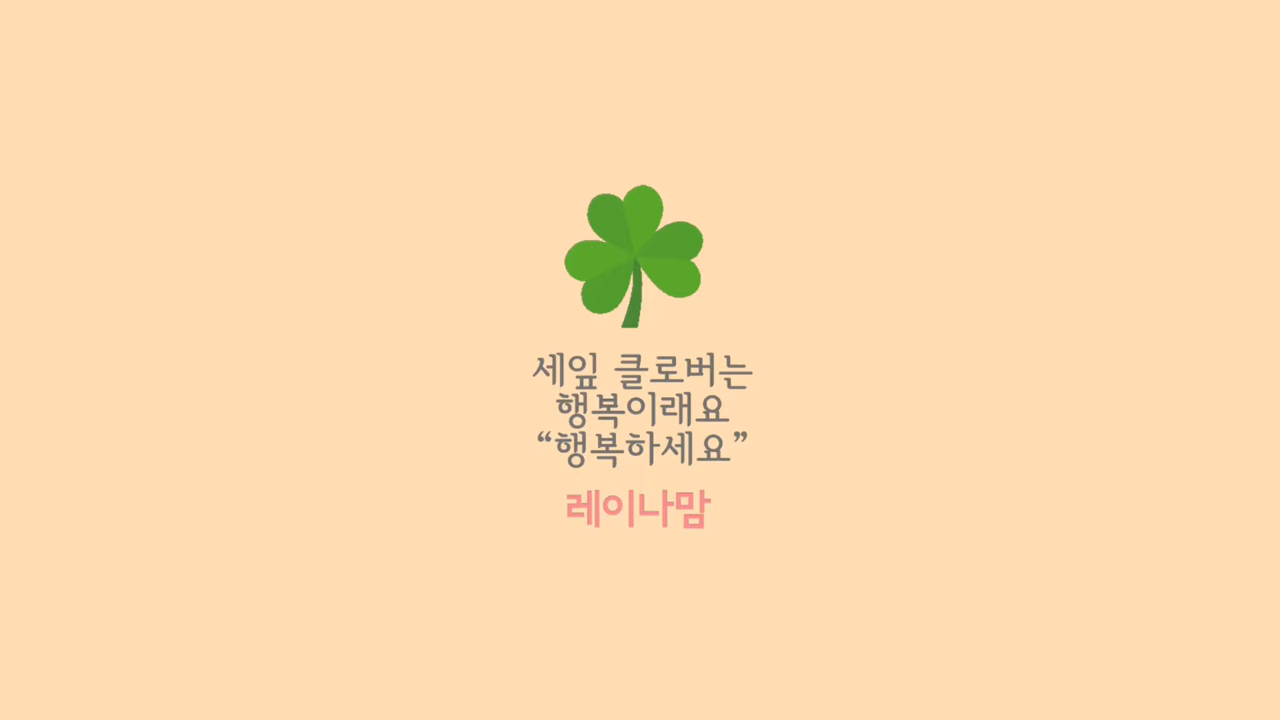 세잎 클로버는
행복이래요
“행복하세요”
레이나맘